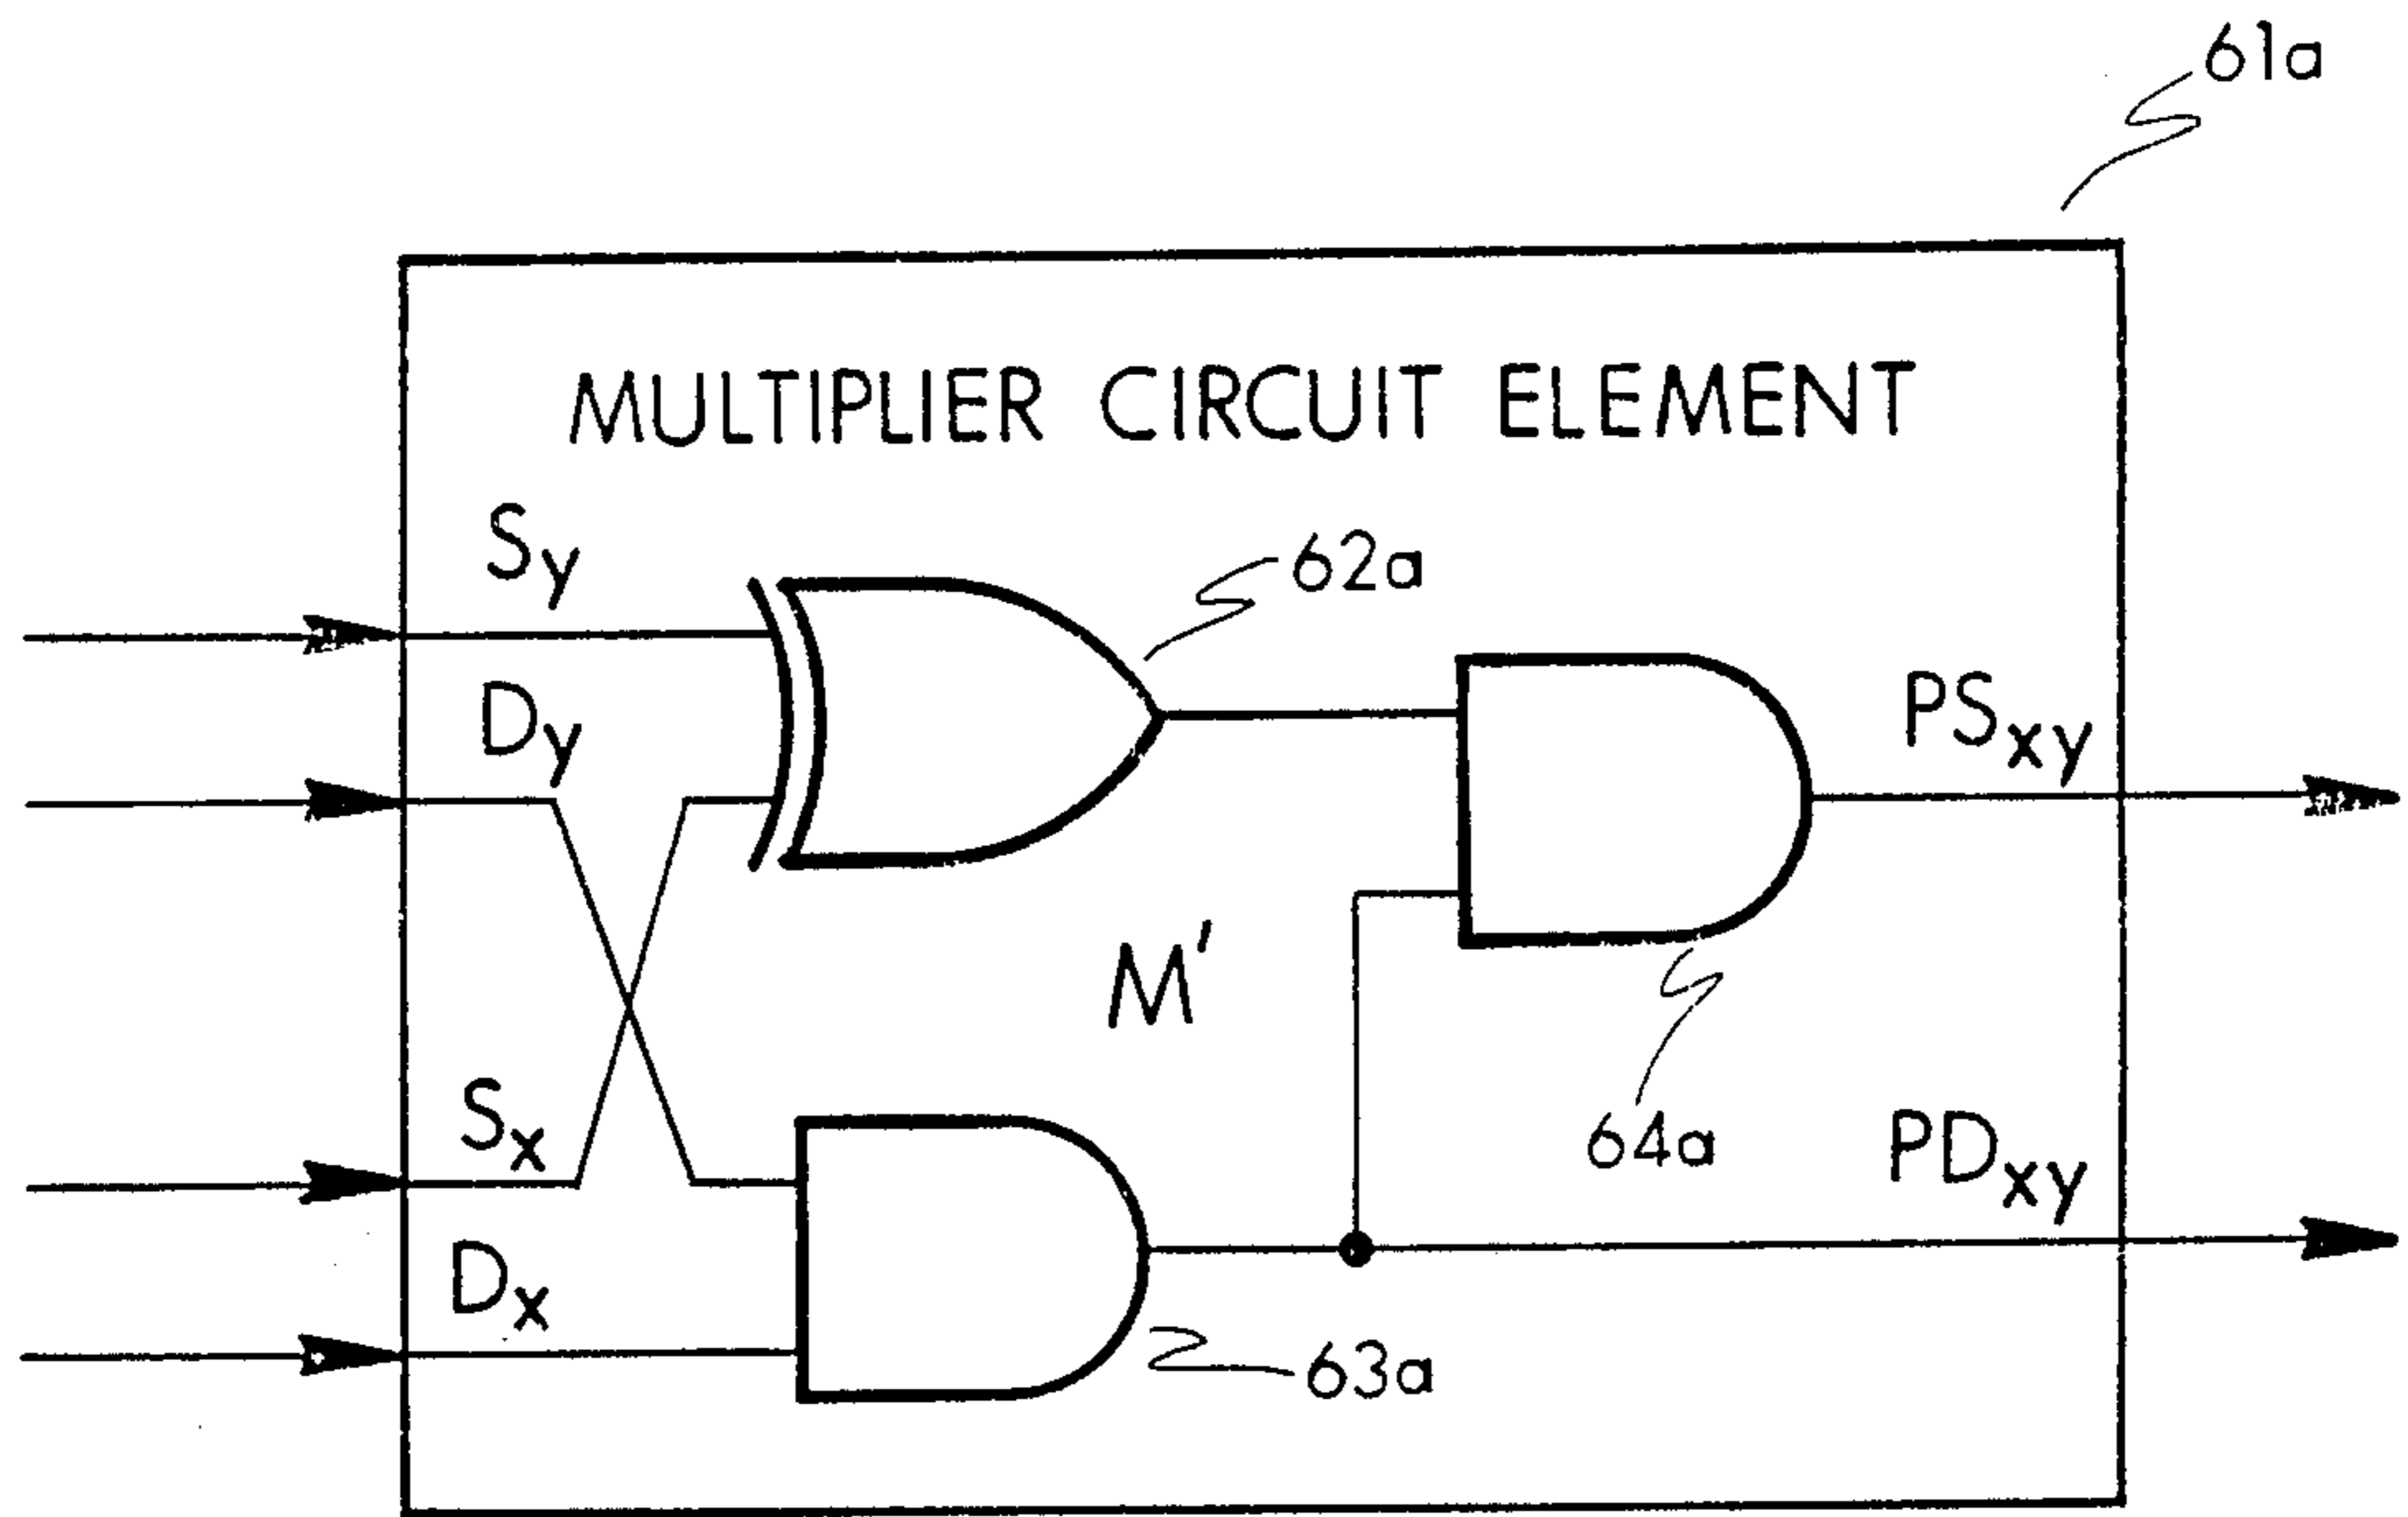 61a
MULTIPLIER CIRCUIT ELEMENT
Sy
62a
Dy
PSxy
M'
Sx
64a
PDxy
Dx
63a